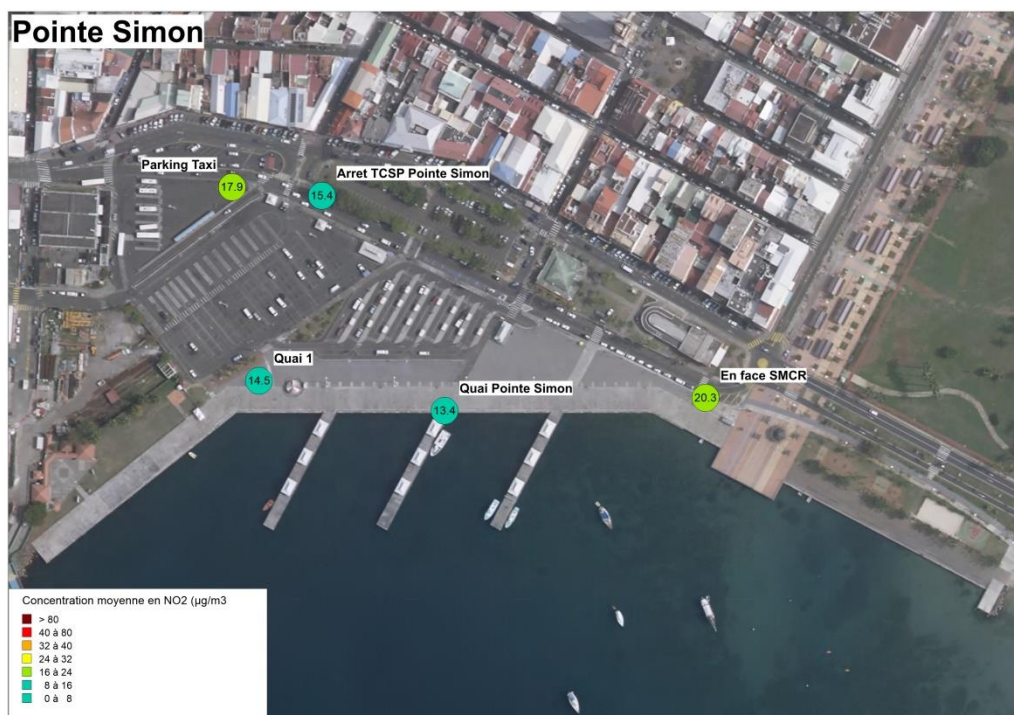 Pointe Simon
Parking Taxi
17.9
Arret TCSP Pointe Simon
15.4
Quai 1
14.5
Quai Pointe Simon
13.4
En face SMCR
20.3
Concentration moyenne en NO2 (µg/m3
> 80
40 à 80
32 à 40
24 à 32
16 à 24
8 à 16
0 à 8